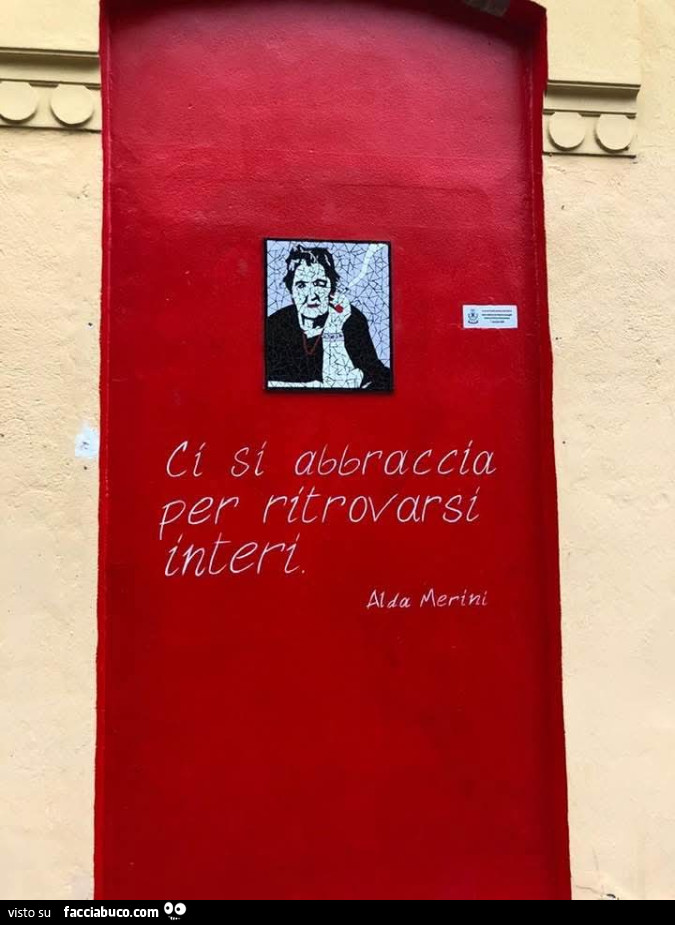 Ci si abbraccia
per ritrovarsi
interi.
Alda Merini
visto su facciabuco.com